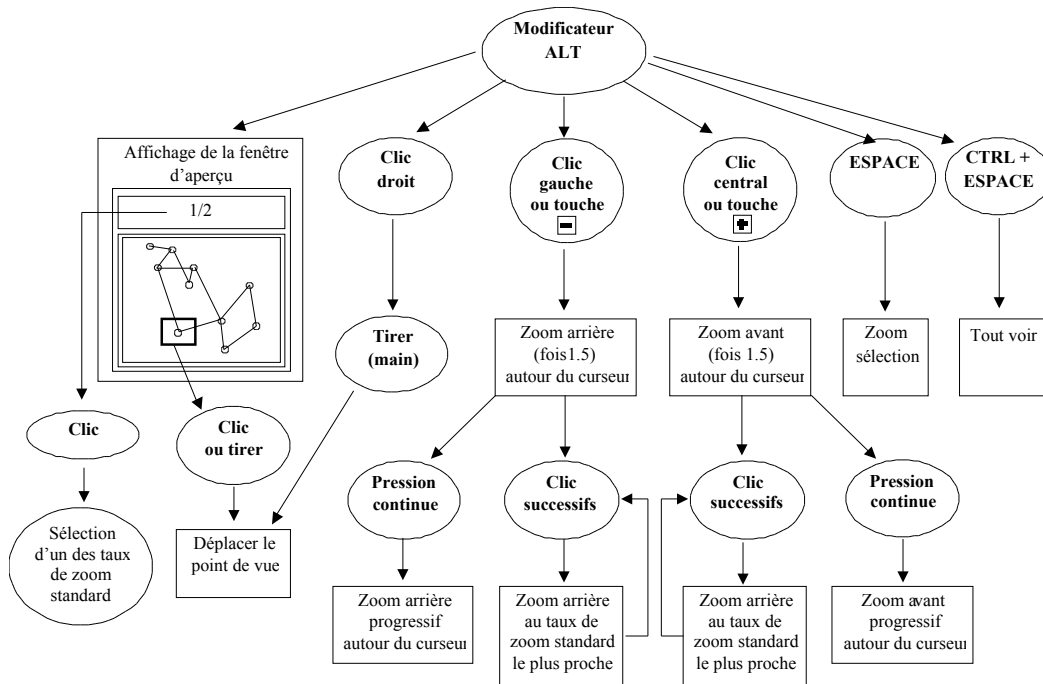 Modificateur
ALT
Affichage de la fenêtre
d'aperçu
1/2
Clic
droit
Clic
gauche
ou touche
Clic
central
ou touche
ESPACE
CTRL +
ESPACE
Tirer
(main)
Zoom arrière
(fois1.5)
autour du curseur
Zoom avant
(fois 1.5)
autour du curseur
Zoom
sélection
Tout voir
Clic
Clic
ou tirer
Pression
continue
Clic
successifs
Clic
successifs
Pression
continue
Sélection
d'un des taux
de zoom
standard
Déplacer le
point de vue
Zoom arrière
progressif
autour du curseur
Zoom arrière
au taux de
zoom standard
le plus proche
Zoom arrière
au taux de
zoom standard
le plus proche
Zoom avant
progressif
autour du curseur